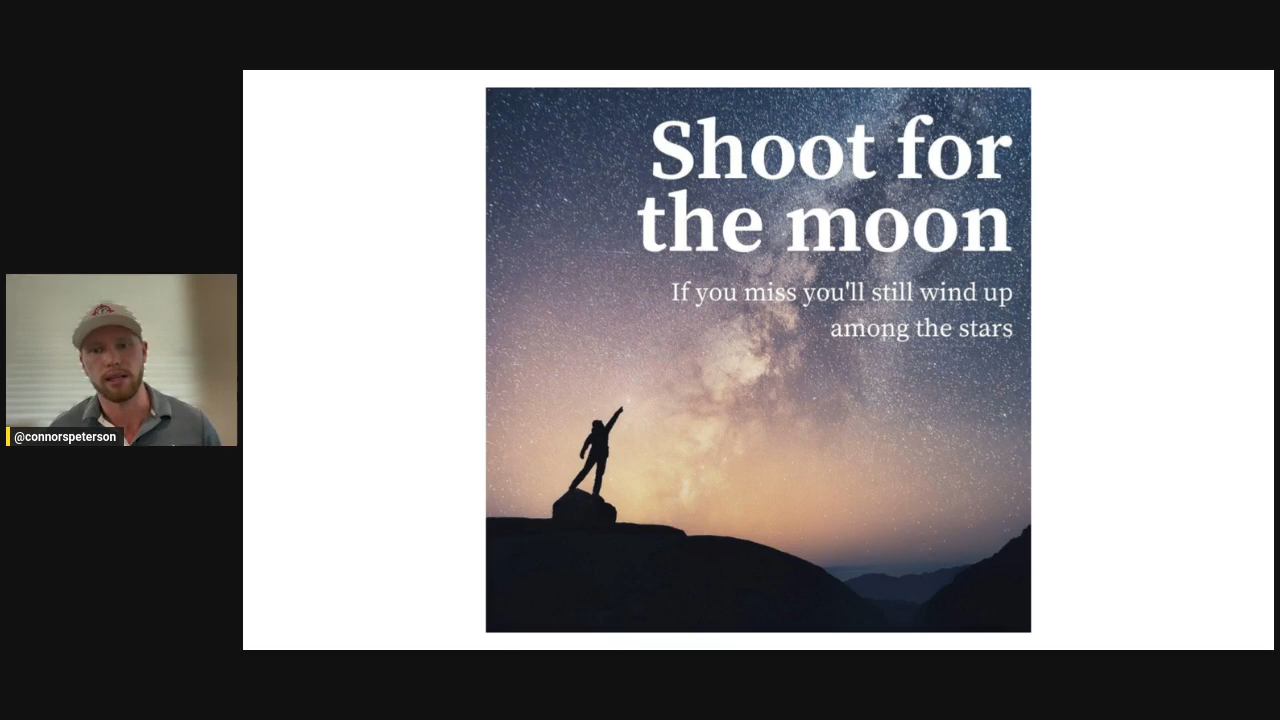 Shoot for
the moon
If you miss you'll still wind up
among the stars
@connorspeterson